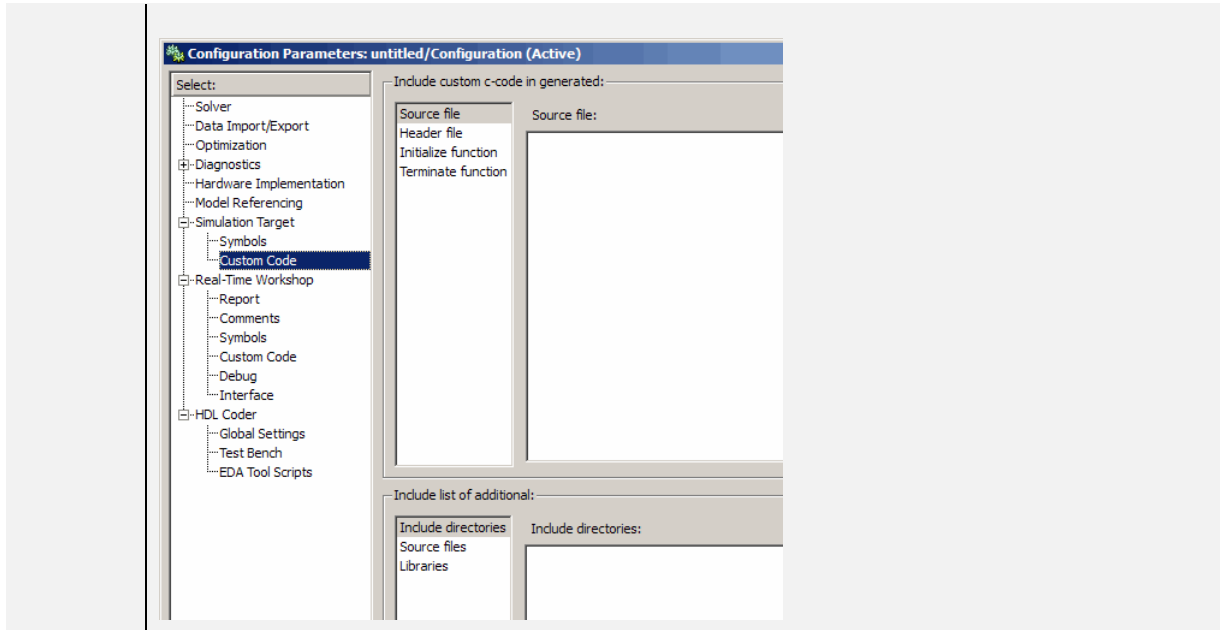 Configuration Parameters: untitled/Configuration (Active)
Select:
Solver
Data Import/Export
Optimization
Diagnostics
Hardware Implementation
Model Referencing
Simulation Target
Symbols
Custom Code
Real-Time Workshop
Report
Comments
Symbols
Custom Code
Debug
Interface
HDL Coder
Global Settings
Test Bench
EDA Tool Scripts
Include custom c-code in generated:
Source file
Header file
Initialize function
Terminate function
Source file:
Include list of additional:
Include directories
Source files
Libraries
Include directories: